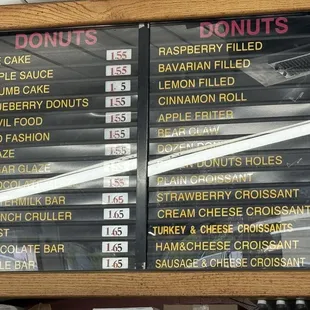 DONUTS
CAKE 1.55
PLE SAUCE 1.55
UMB CAKE 1.5
UEBERRY DONUTS 1.55
VIL FOOD 1.55
D FASHION 1.55
AZE 1.55
AR GLAZE 1.55
OCOLATE 1.55
TERMILK BAR 1.65
NCH CRULLER 1.65
ST 1.65
OCOLATE BAR 1.65
LE BAR 1.65
DONUTS
RASPBERRY FILLED
BAVARIAN FILLED
LEMON FILLED
CINNAMON ROLL
APPLE FRITER
BEAR CLAW
DOZEN
DOZEN DONUTS HOLES
PLAIN CROISSANT
STRAWBERRY CROISSANT
CREAM CHEESE CROISSANT
TURKEY & CHEESE CROISSANTS
HAM&CHEESE CROISSANT
SAUSAGE & CHEESE CROISSANT